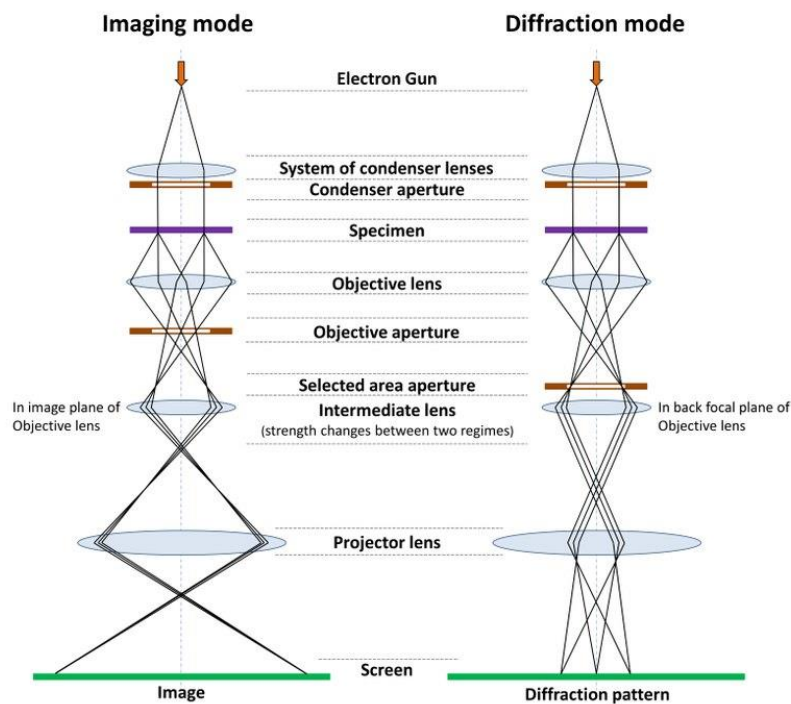 Imaging mode
Diffraction mode
Electron Gun
System of condenser lenses
Condenser aperture
Specimen
Objective lens
Objective aperture
Selected area aperture
In image plane of
Objective lens
Intermediate lens
(strength changes between two regimes)
In back focal plane of
Objective lens
Projector lens
Screen
Image
Diffraction pattern